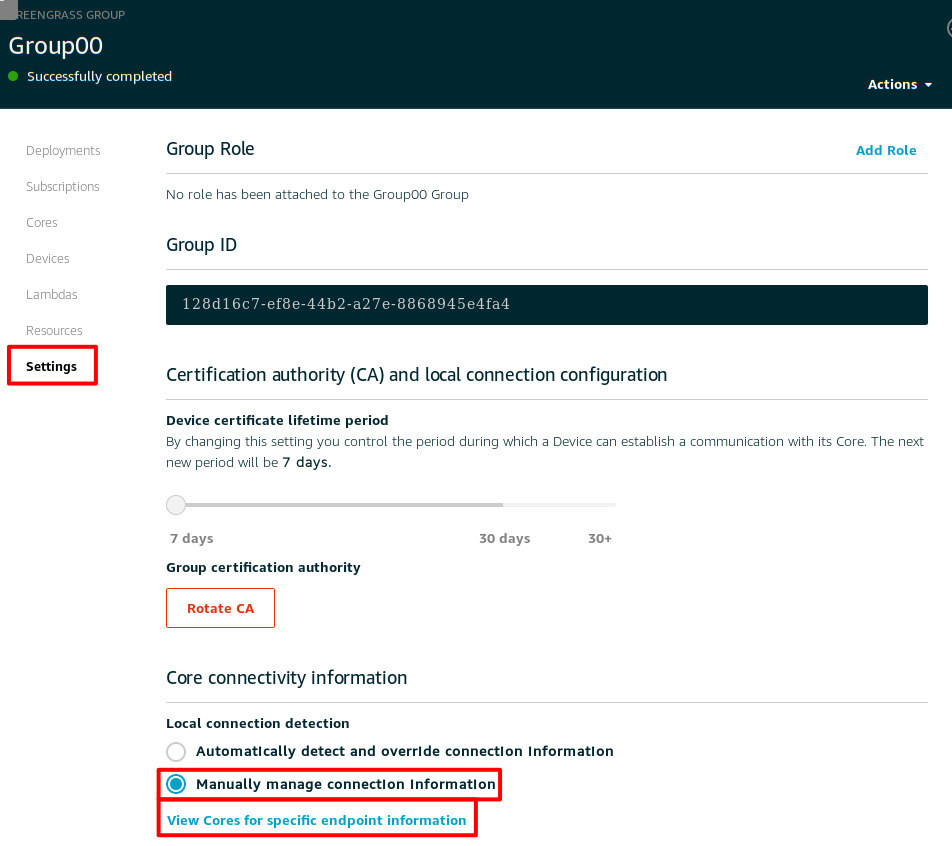 REENGRASS GROUP
Group00
Successfully completed
Actions
Deployments
Subscriptions
Cores
Devices
Lambdas
Resources
Settings
Group Role
Add Role
No role has been attached to the Group00 Group
Group ID
128d16c7-ef8e-44b2-a27e-8868945e4fa4
Certification authority (CA) and local connection configuration
Device certificate lifetime period
By changing this setting you control the period during which a Device can establish a communication with its Core. The next
new period will be 7 days.
7 days 30 days 30+
Group certification authority
Rotate CA
Core connectivity information
Local connection detection
Automatically detect and override connection information
Manually manage connection information
View Cores for specific endpoint information